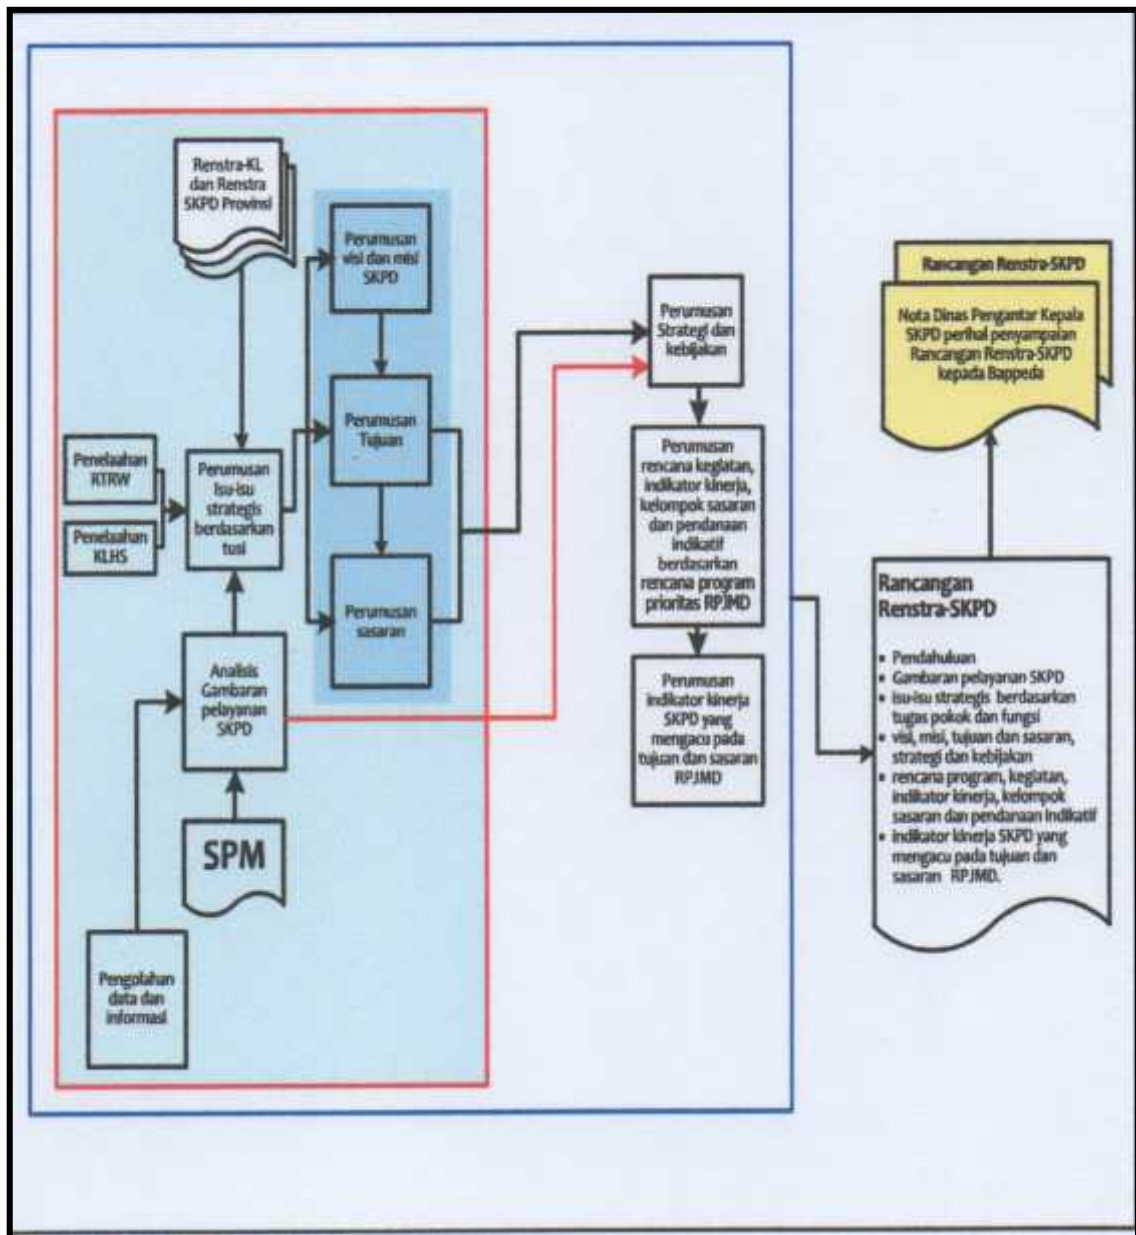 Renstra-KL
dan Renstra
SKPD Provinsi
Perumusan
visi dan misi
SKPD
Perumusan
Tujuan
Perumusan
sasaran
Penelaahan
RTRW
Penelaahan
KLHS
Perumusan
Isu-isu
strategis
berdasarkan
tusi
Analisis
Gambaran
pelayanan
SKPD
SPM
Pengolahan
data dan
informasi
Perumusan
Strategi dan
kebijakan
Perumusan
rencana kegiatan,
indikator kinerja,
kelompok sasaran
dan pendanaan
indikatif
berdasarkan
rencana program
prioritas RPJMD
Perumusan
indikator kinerja
SKPD yang
mengacu pada
tujuan dan sasaran
RPJMD
Rancangan Renstra-SKPD
Nota Dinas Pengantar Kepala
SKPD perihal penyampaian
Rancangan Renstra-SKPD
kepada Bappeda
Rancangan
Renstra-SKPD
• Pendahuluan
• Gambaran pelayanan SKPD
• isu-isu strategis berdasarkan
tugas pokok dan fungsi
• visi, misi, tujuan dan sasaran,
strategi dan kebijakan
• rencana program, kegiatan,
indikator kinerja, kelompok
sasaran dan pendanaan indikatif
• indikator kinerja SKPD yang
mengacu pada tujuan dan
sasaran RPJMD.